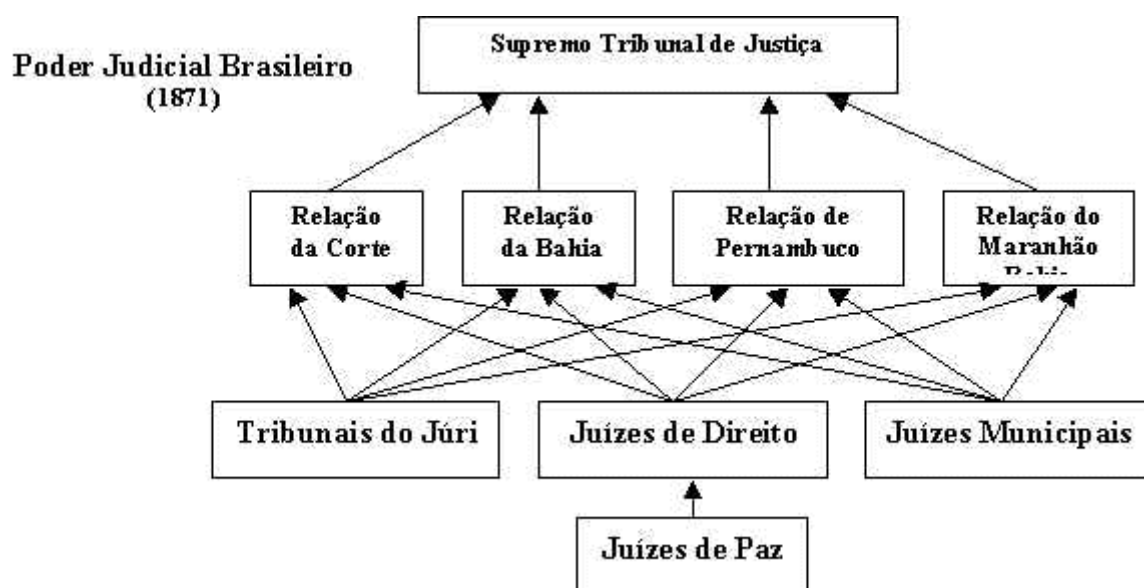 Supremo Tribunal de Justiça
Poder Judicial Brasileiro
(1871)
Relação
da Corte
Relação
da Bahia
Relação de
Pernambuco
Relação do
Maranhão
Tribunais do Júri
Juízes de Direito
Juízes Municipais
Juízes de Paz